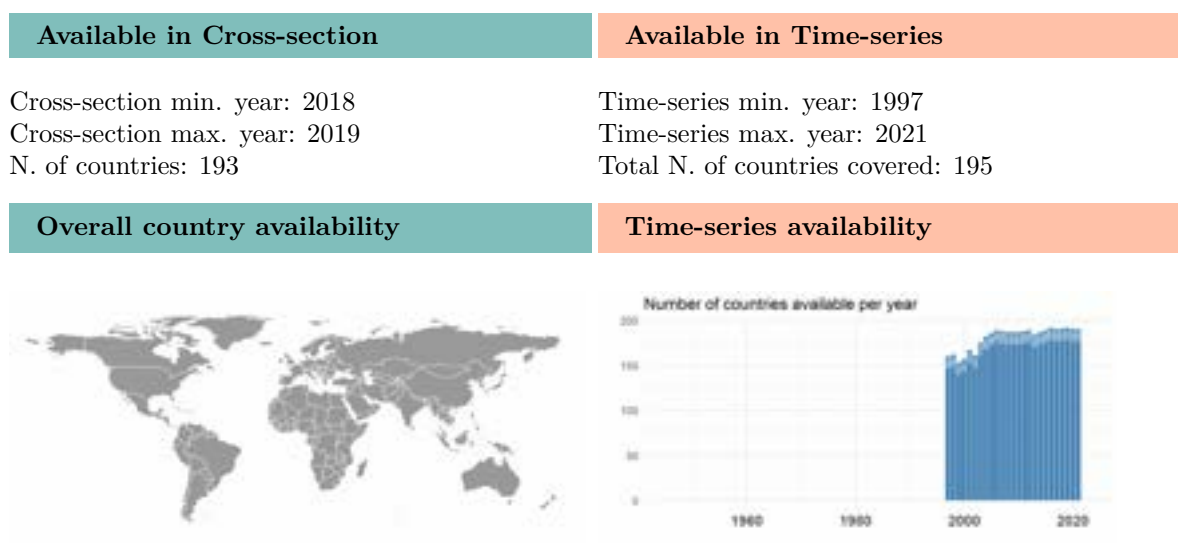 Available in Cross-section
Available in Time-series
Cross-section min. year: 2018
Cross-section max. year: 2019
N. of countries: 193
Time-series min. year: 1997
Time-series max. year: 2021
Total N. of countries covered: 195
Overall country availability
Time-series availability
Number of countries available per year
200
150
100
50
0
1960
1980
2000
2020